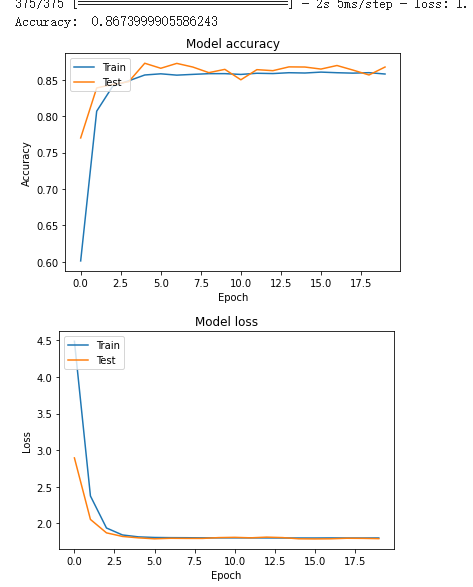 375/375 [==============================] - 2s 5ms/step - loss: 1.
Accuracy: 0.8673999905586243
Model accuracy
Train
Test
0.85
0.80
0.75
0.70
0.65
0.60
Accuracy
0.0 2.5 5.0 7.5 10.0 12.5 15.0 17.5
Epoch
Model loss
Train
Test
4.5
4.0
3.5
3.0
2.5
2.0
Loss
0.0 2.5 5.0 7.5 10.0 12.5 15.0 17.5
Epoch